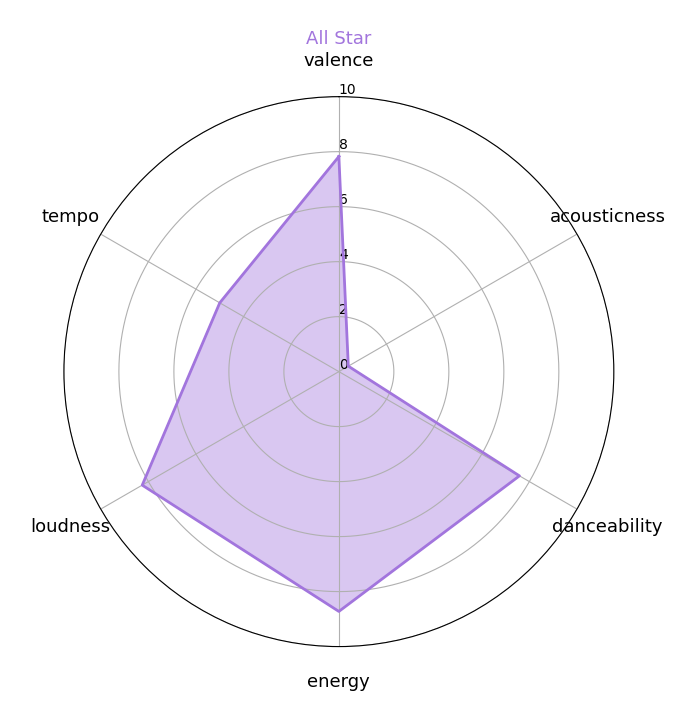 All Star
valence
10
8
tempo
6
acousticness
4
2
0
loudness
danceability
energy